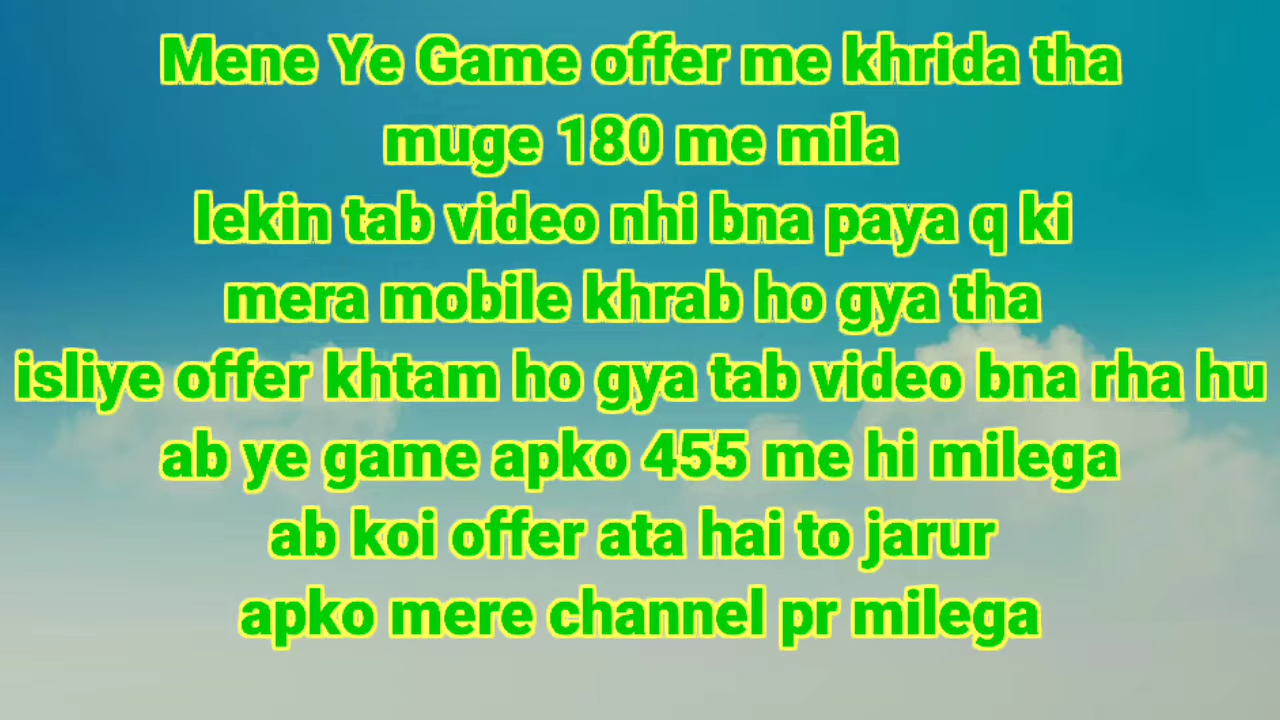 Mene Ye Game offer me khrida tha
muge 180 me mila
lekin tab video nhi bna paya q ki
mera mobile khrab ho gya tha
isliye offer khtam ho gya tab video bna rha hu
ab ye game apko 455 me hi milega
ab koi offer ata hai to jarur
apko mere channel pr milega